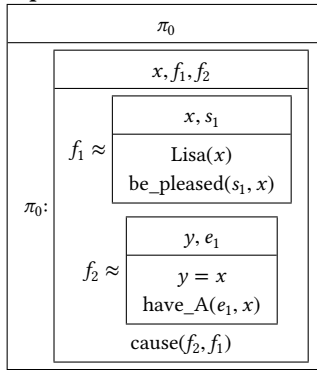 π₀
x, f₁, f₂
x, s₁
f₁ ≈
Lisa(x)
be_pleased(s₁, x)
π₀:
y, e₁
f₂ ≈
y = x
have_A(e₁, x)
cause(f₂, f₁)